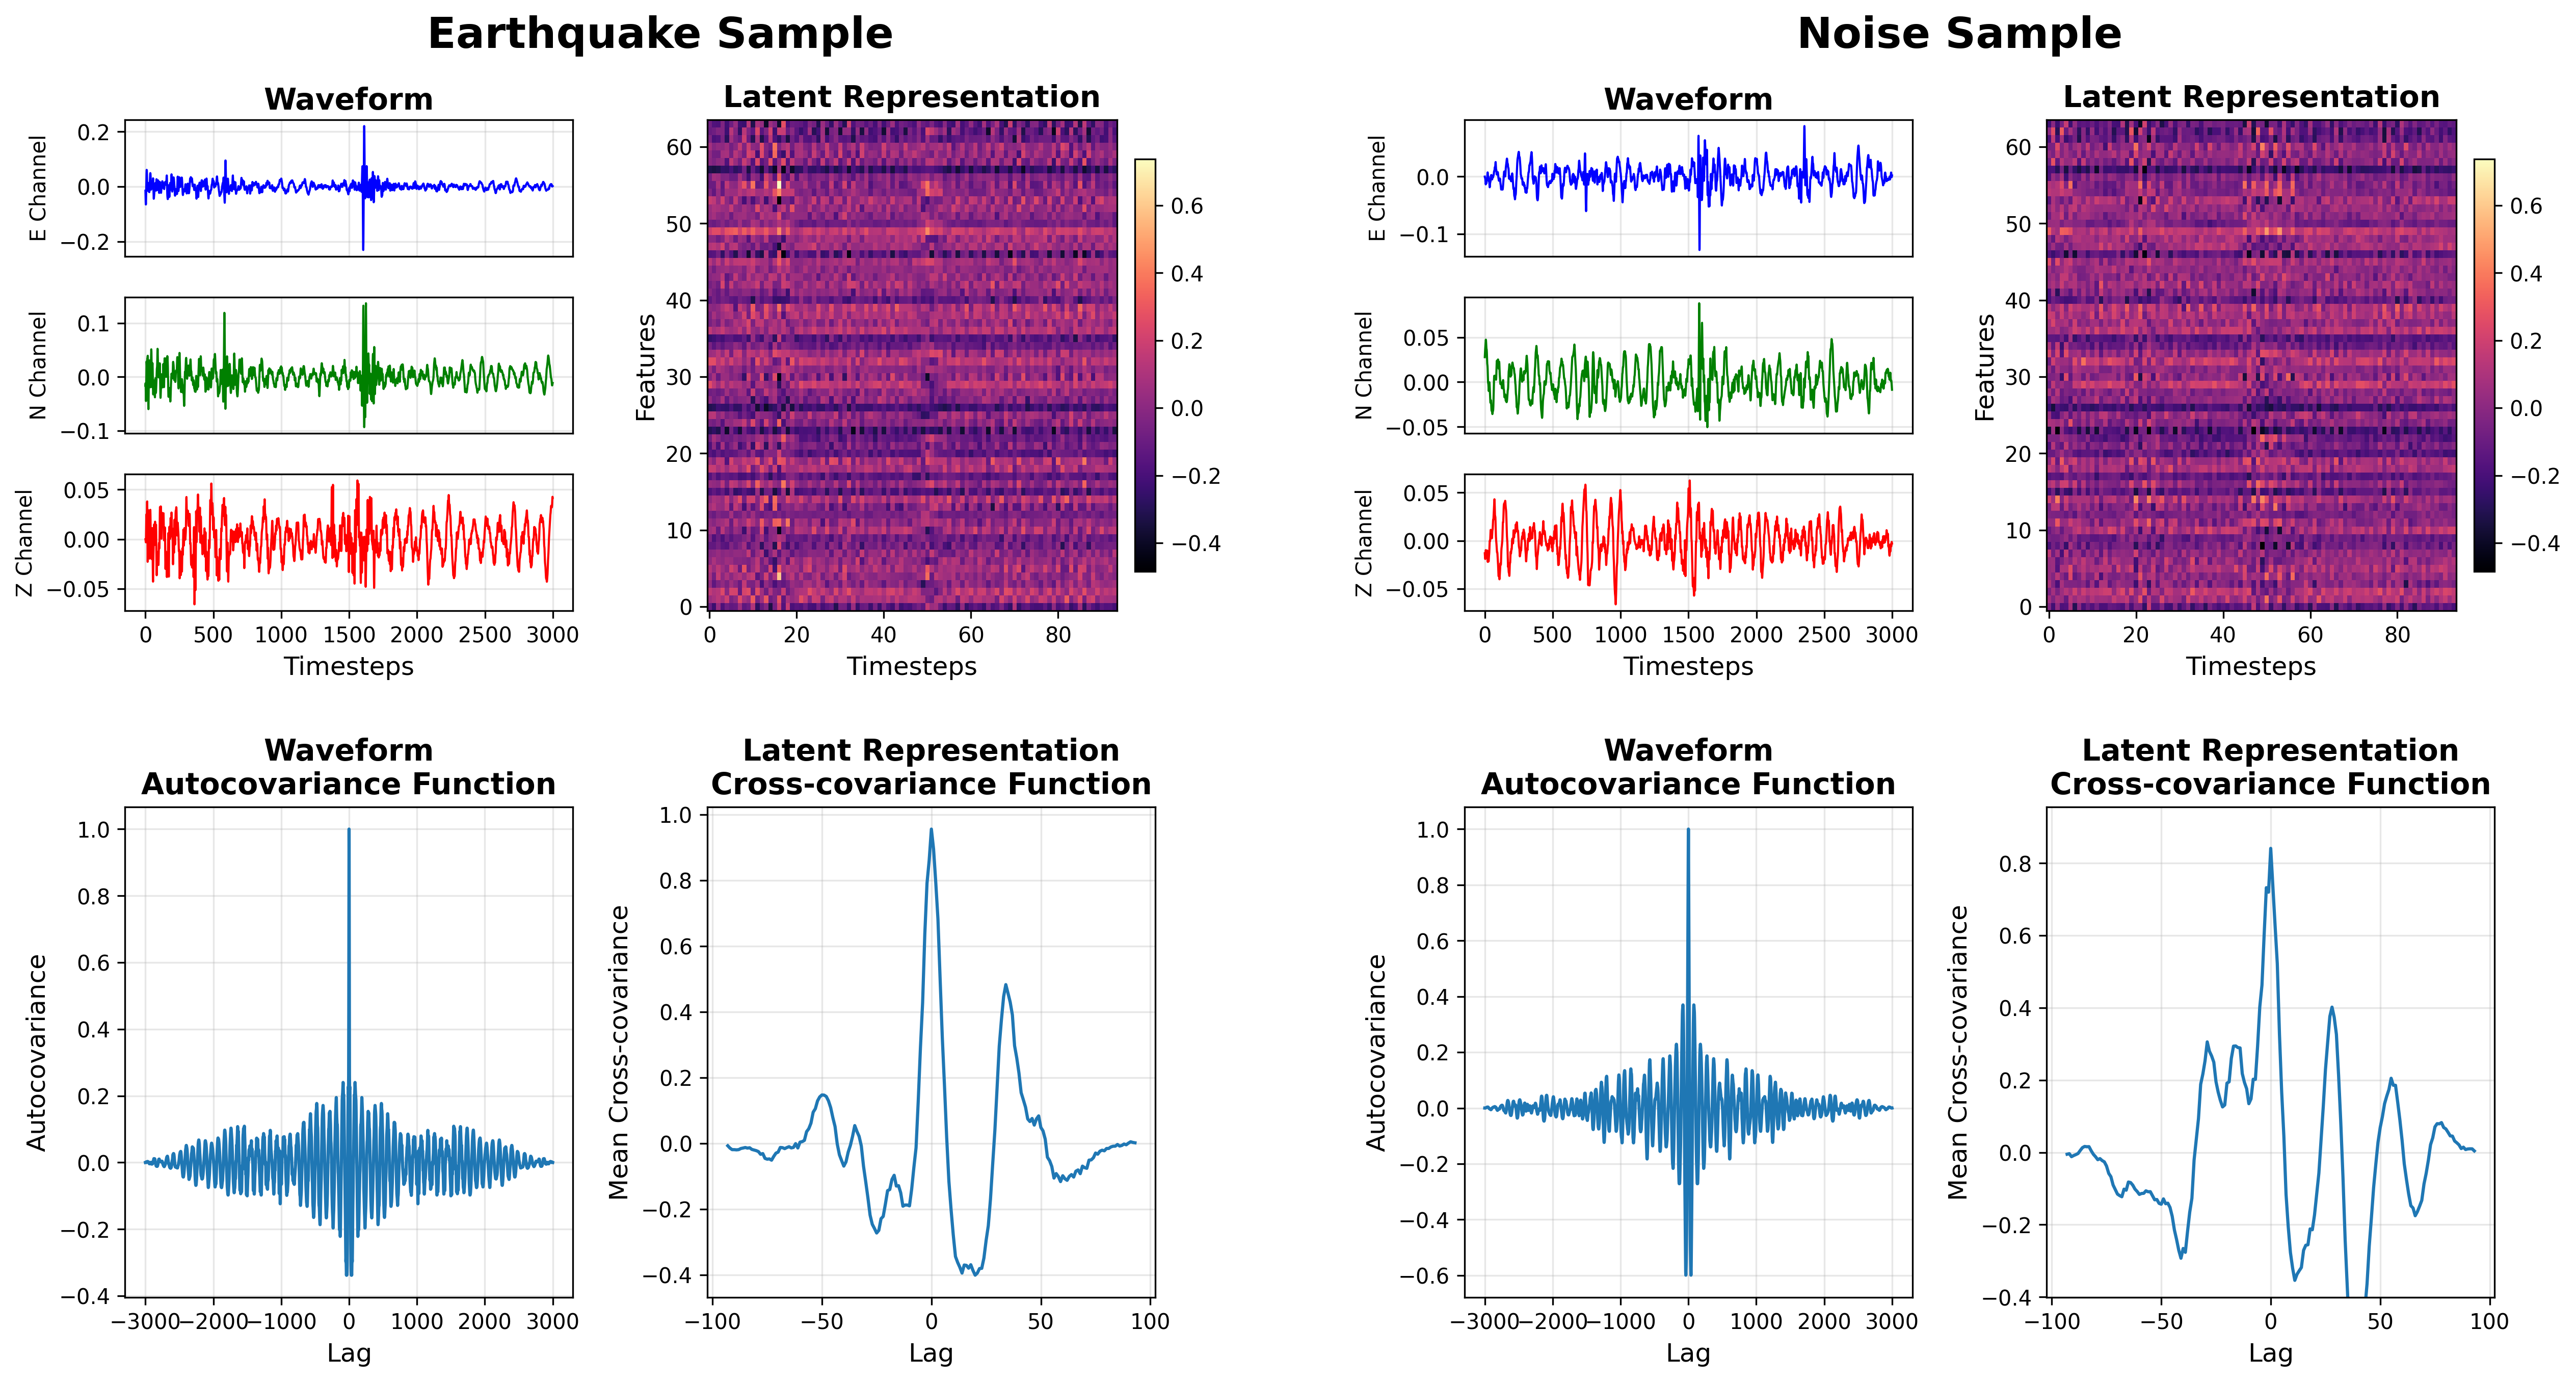 Earthquake Sample
Noise Sample
Waveform
E Channel
0.2
0.0
−0.2
N Channel
0.1
0.0
−0.1
Z Channel
0.05
0.00
−0.05
0 500 1000 1500 2000 2500 3000
Timesteps
Latent Representation
Features
60
50
40
30
20
10
0
0 20 40 60 80
Timesteps
0.6
0.4
0.2
0.0
−0.2
−0.4
Waveform
E Channel
0.0
−0.1
N Channel
0.05
0.00
−0.05
Z Channel
0.05
0.00
−0.05
0 500 1000 1500 2000 2500 3000
Timesteps
Latent Representation
Features
60
50
40
30
20
10
0
0 20 40 60 80
Timesteps
0.6
0.4
0.2
0.0
−0.2
−0.4
Waveform
Autocovariance Function
Autocovariance
1.0
0.8
0.6
0.4
0.2
0.0
−0.2
−0.4
−3000 −2000 −1000 0 1000 2000 3000
Lag
Latent Representation
Cross-covariance Function
Mean Cross-covariance
1.0
0.8
0.6
0.4
0.2
0.0
−0.2
−0.4
−100 −50 0 50 100
Lag
Waveform
Autocovariance Function
Autocovariance
1.0
0.8
0.6
0.4
0.2
0.0
−0.2
−0.4
−0.6
−3000 −2000 −1000 0 1000 2000 3000
Lag
Latent Representation
Cross-covariance Function
Mean Cross-covariance
0.8
0.6
0.4
0.2
0.0
−0.2
−0.4
−100 −50 0 50 100
Lag